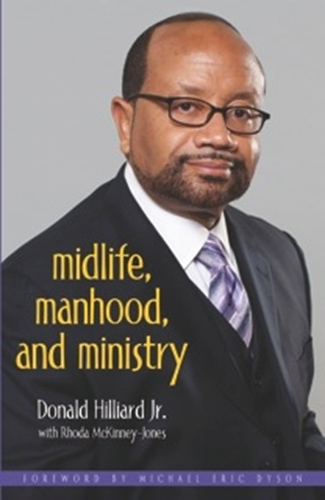 midlife,
manhood,
and ministry
Donald Hilliard Jr.
with Rhoda McKinney-Jones
FOREWORD BY MICHAEL ERIC DYSON